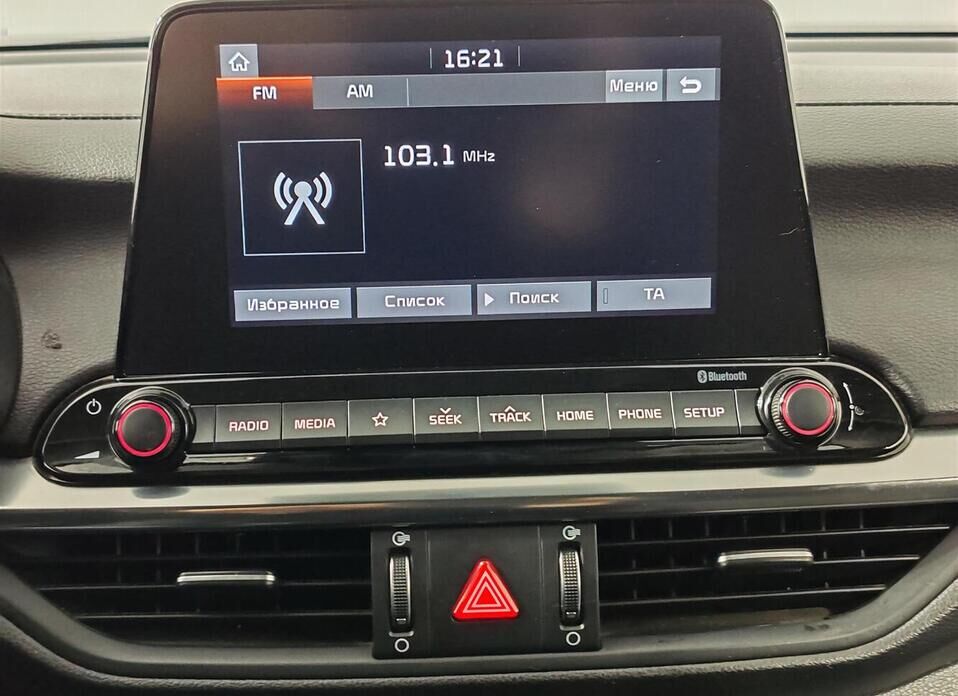 16:21
FM AM Меню
103.1 MHz
Избранное Список Поиск TA
Bluetooth
RADIO MEDIA SEEK TRACK HOME PHONE SETUP